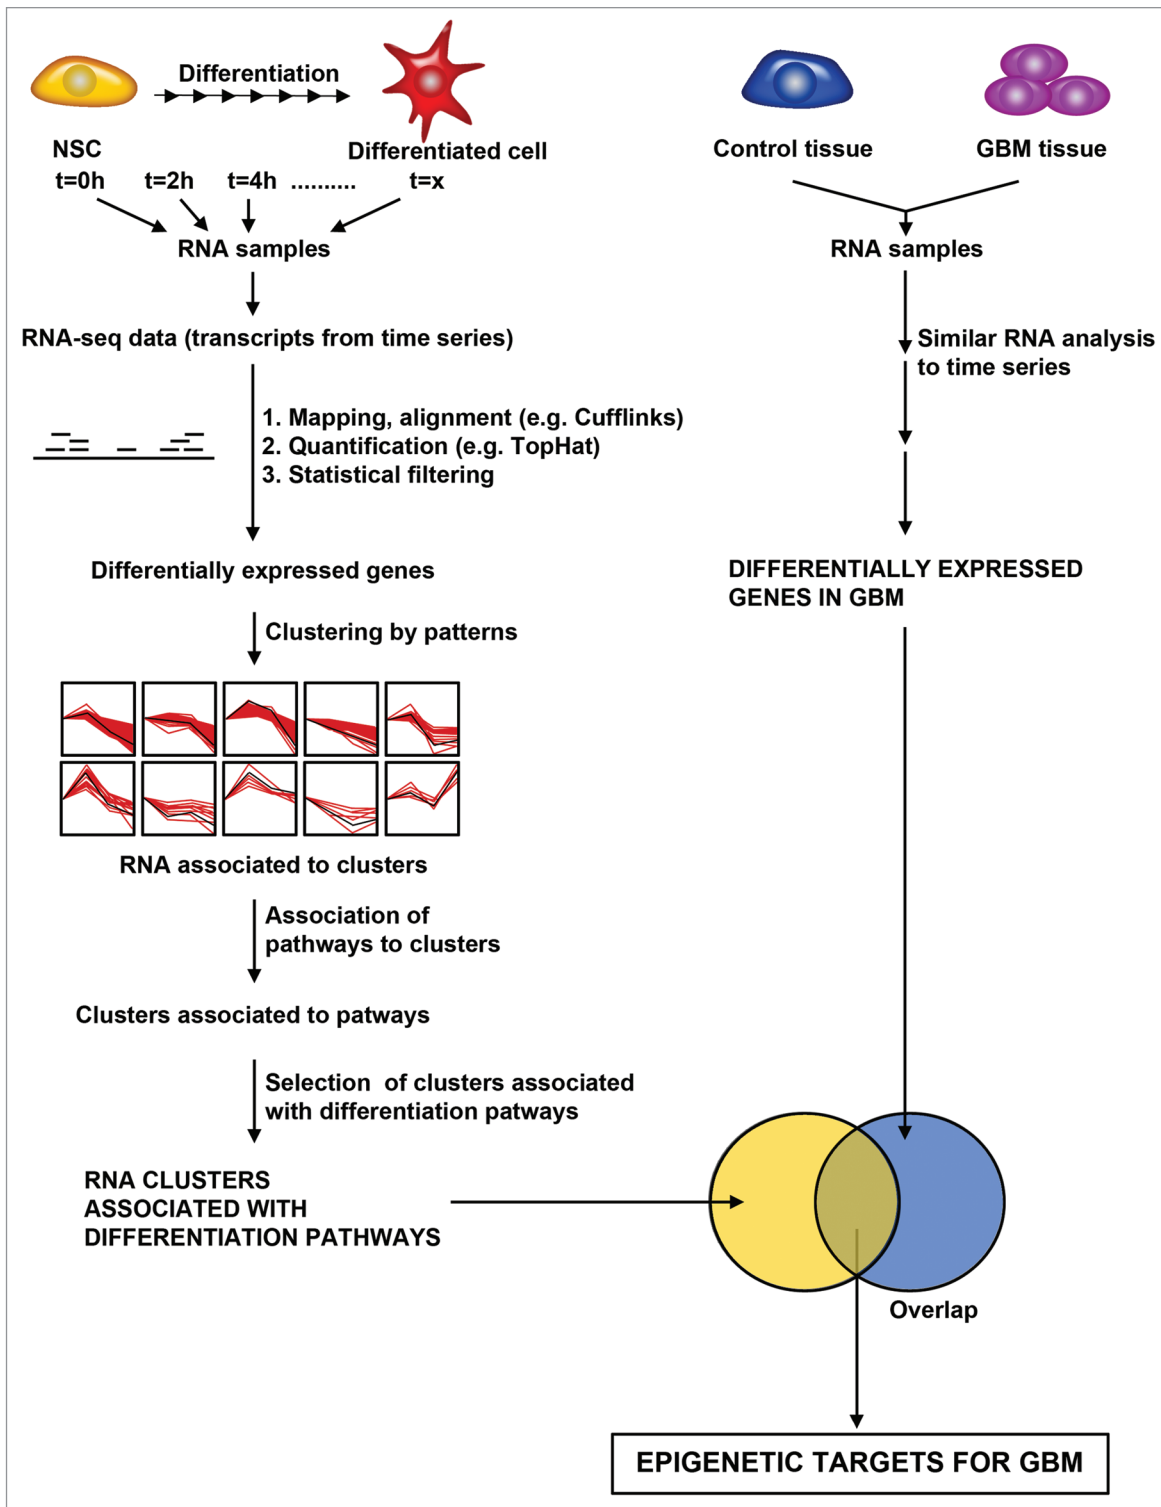 Differentiation
NSC
Differentiated cell
t=0h
t=2h
t=4h
..........
t=x
RNA samples
RNA-seq data (transcripts from time series)
1. Mapping, alignment (e.g. Cufflinks)
2. Quantification (e.g. TopHat)
3. Statistical filtering
Differentially expressed genes
Clustering by patterns
RNA associated to clusters
Association of
pathways to clusters
Clusters associated to patways
Selection of clusters associated
with differentiation patways
RNA CLUSTERS
ASSOCIATED WITH
DIFFERENTIATION PATHWAYS
Control tissue
GBM tissue
RNA samples
Similar RNA analysis
to time series
DIFFERENTIALLY EXPRESSED
GENES IN GBM
Overlap
EPIGENETIC TARGETS FOR GBM